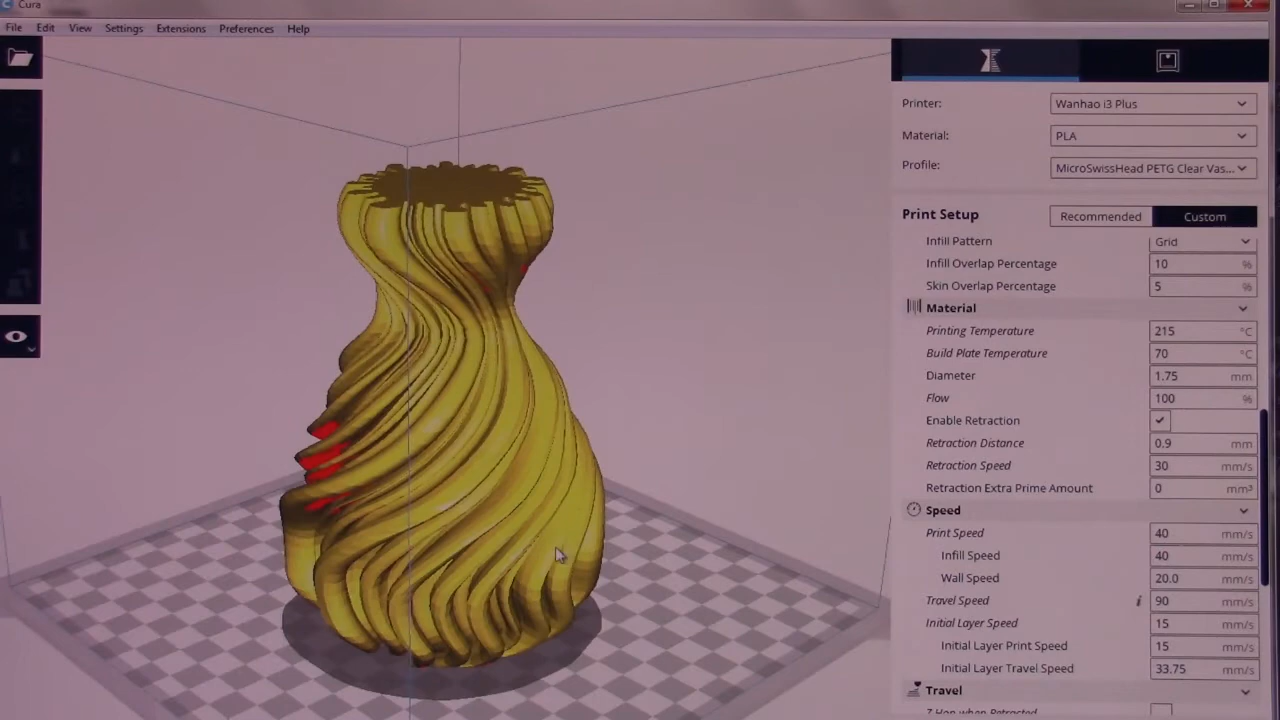 Cura
File Edit View Settings Extensions Preferences Help
Printer: Wanhao i3 Plus
Material: PLA
Profile: MicroSwissHead PETG Clear Vas...
Print Setup Recommended Custom
Infill Pattern Grid
Infill Overlap Percentage 10 %
Skin Overlap Percentage 5 %
Material
Printing Temperature 215 °C
Build Plate Temperature 70 °C
Diameter 1.75 mm
Flow 100 %
Enable Retraction
Retraction Distance 0.9 mm
Retraction Speed 30 mm/s
Retraction Extra Prime Amount 0 mm³
Speed
Print Speed 40 mm/s
Infill Speed 40 mm/s
Wall Speed 20.0 mm/s
Travel Speed i 90 mm/s
Initial Layer Speed 15 mm/s
Initial Layer Print Speed 15 mm/s
Initial Layer Travel Speed 33.75 mm/s
Travel
Z Hop when Retracted